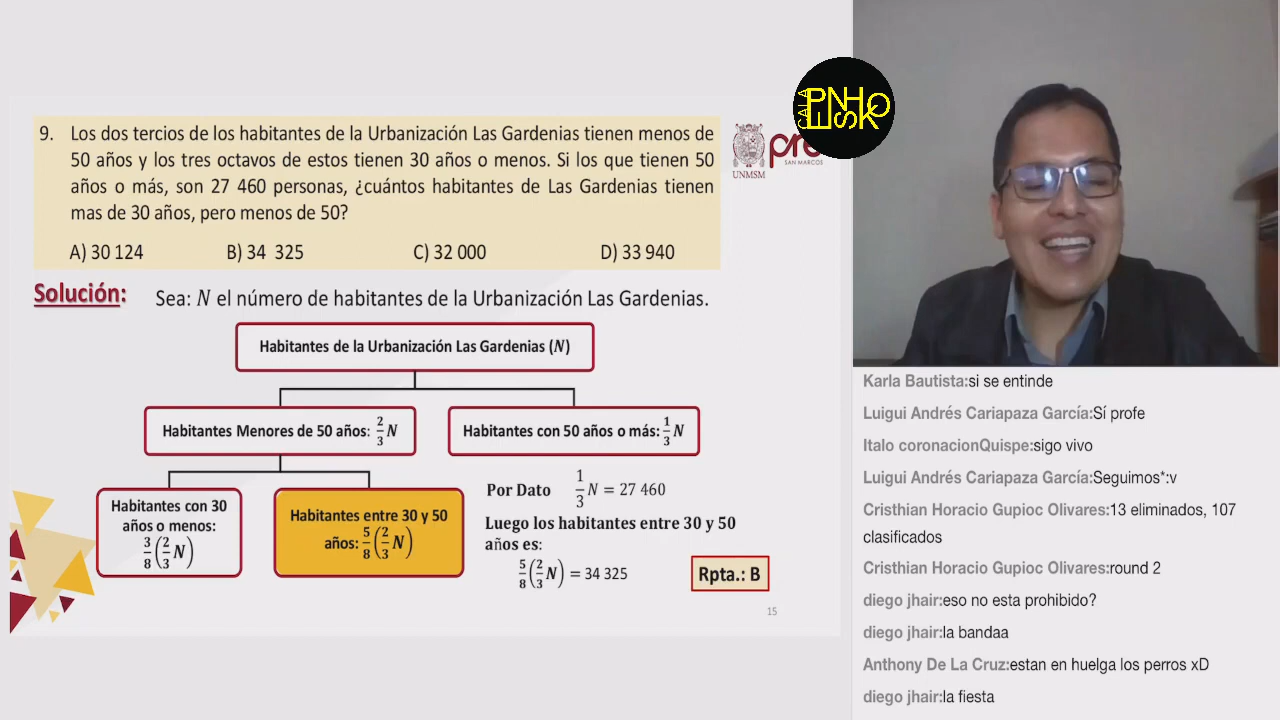 9. Los dos tercios de los habitantes de la Urbanización Las Gardenias tienen menos de
50 años y los tres octavos de estos tienen 30 años o menos. Si los que tienen 50
años o más, son 27 460 personas, ¿cuántos habitantes de Las Gardenias tienen
mas de 30 años, pero menos de 50?
A) 30 124 B) 34 325 C) 32 000 D) 33 940
UNMSM
SAN MARCOS
Solución: Sea: N el número de habitantes de la Urbanización Las Gardenias.
Habitantes de la Urbanización Las Gardenias (N)
Habitantes Menores de 50 años: 2/3 N
Habitantes con 50 años o más: 1/3 N
Habitantes con 30
años o menos:
3/8 (2/3 N)
Habitantes entre 30 y 50
años: 5/8 (2/3 N)
Por Dato 1/3 N = 27 460
Luego los habitantes entre 30 y 50
años es:
5/8 (2/3 N) = 34 325
Rpta.: B
15
Karla Bautista:si se entinde
Luigui Andrés Cariapaza García:Sí profe
Italo coronacionQuispe:sigo vivo
Luigui Andrés Cariapaza García:Seguimos*:v
Cristhian Horacio Gupioc Olivares:13 eliminados, 107
clasificados
Cristhian Horacio Gupioc Olivares:round 2
diego jhair:eso no esta prohibido?
diego jhair:la bandaa
Anthony De La Cruz:estan en huelga los perros xD
diego jhair:la fiesta